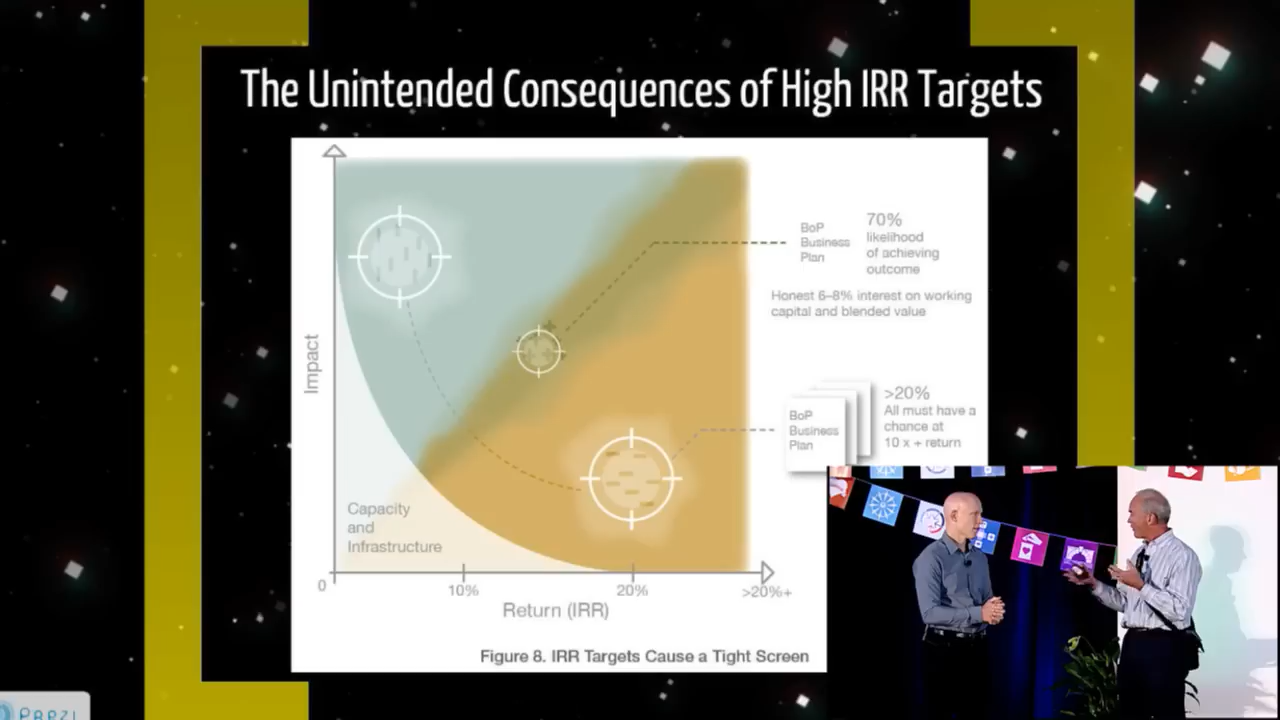 The Unintended Consequences of High IRR Targets
Impact
BoP
Business
Plan
70%
likelihood
of achieving
outcome
Honest 6–8% interest on working
capital and blended value
BoP
Business
Plan
>20%
All must have a
chance at
10 x + return
Capacity
and
Infrastructure
0
10%
20%
>20%+
Return (IRR)
Figure 8. IRR Targets Cause a Tight Screen
PREZI